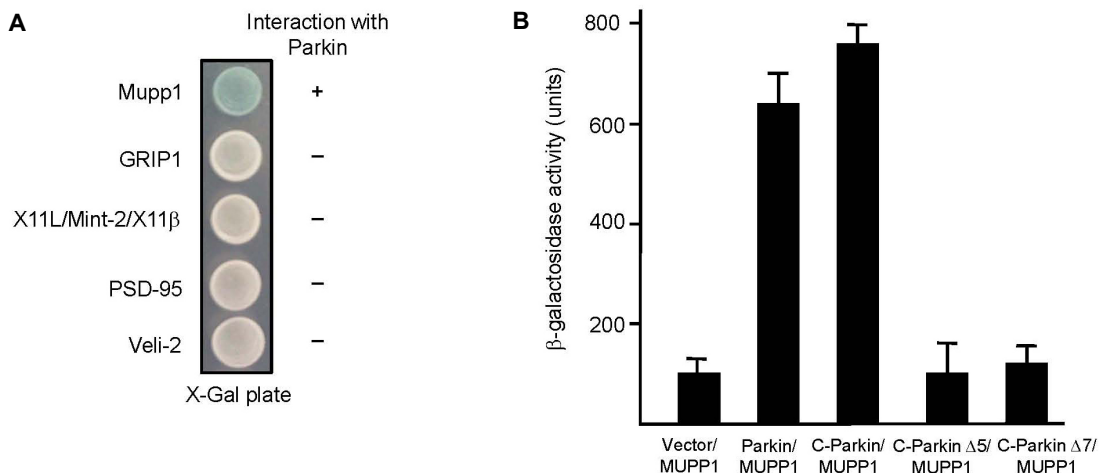 A
Interaction with
Parkin
Mupp1 +
GRIP1 –
X11L/Mint-2/X11β –
PSD-95 –
Veli-2 –
X-Gal plate
B
β-galactosidase activity (units)
800
600
400
200
Vector/
MUPP1
Parkin/
MUPP1
C-Parkin/
MUPP1
C-Parkin Δ5/
MUPP1
C-Parkin Δ7/
MUPP1